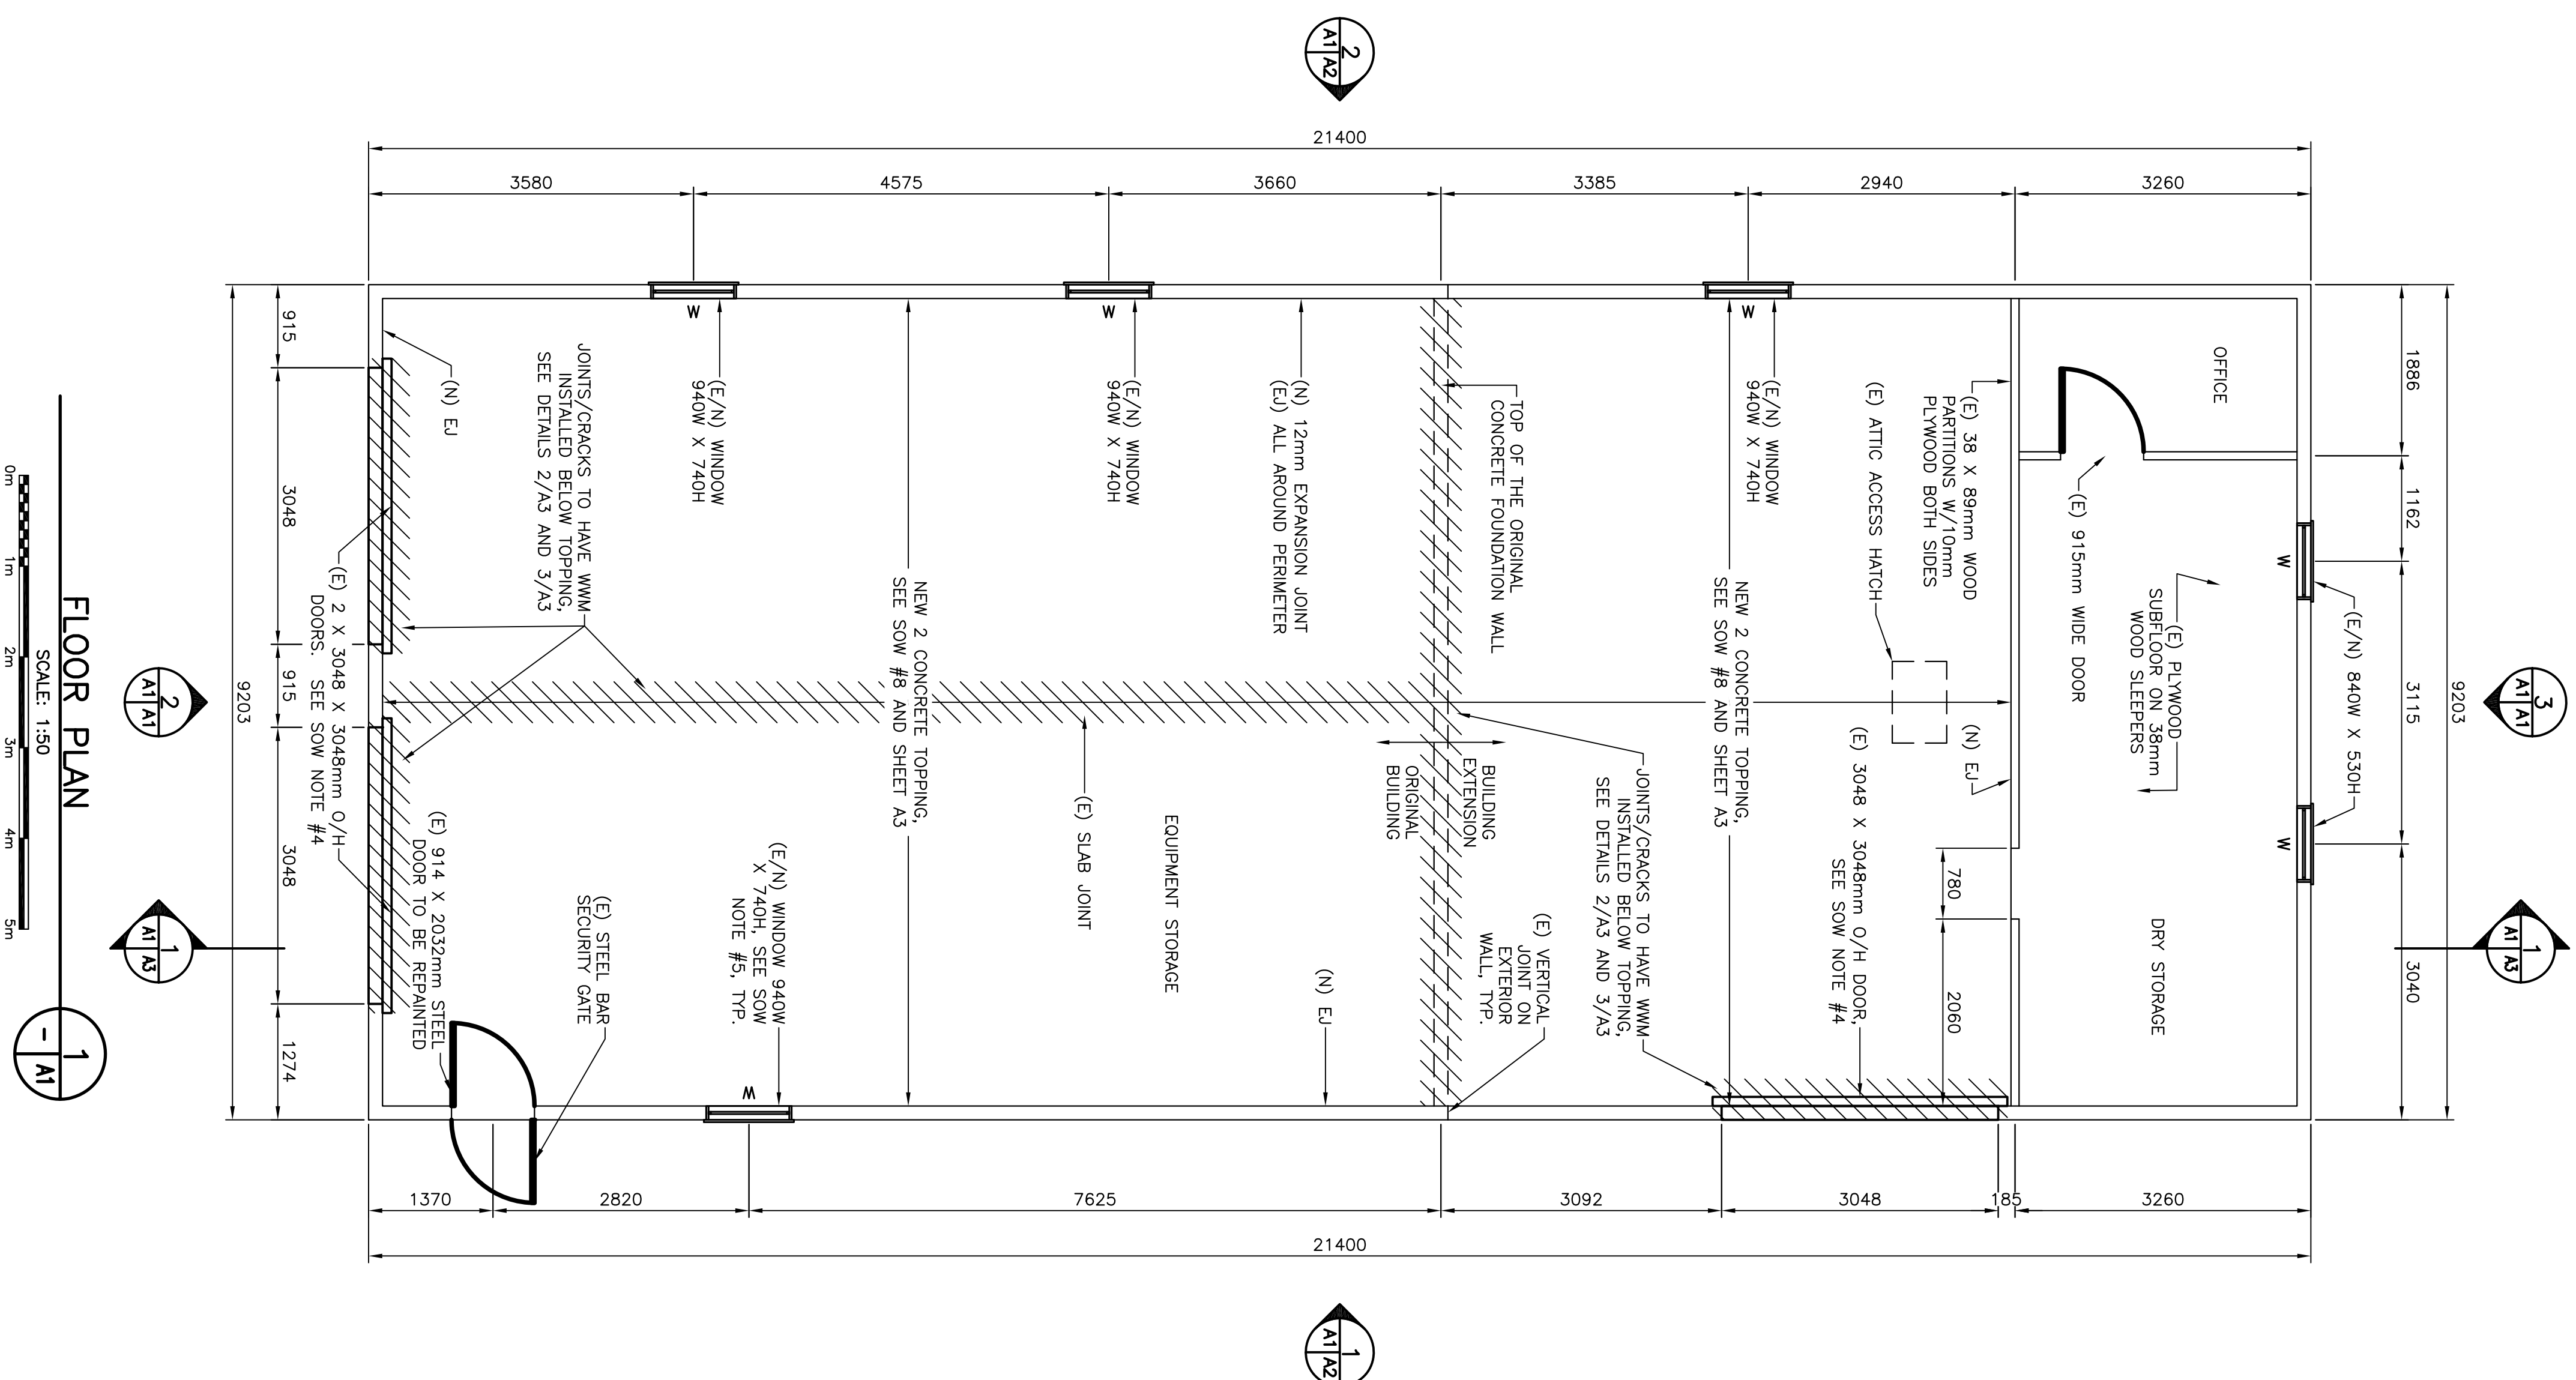 2
A1 A2
21400
3580
4575
3660
3385
2940
3260
9203
1886
1162
3115
3040
3
A1 A1
1
A1 A3
(E/N) 840W X 530H
W
W
OFFICE
(E) PLYWOOD
SUBFLOOR ON 38mm
WOOD SLEEPERS
DRY STORAGE
(E) 915mm WIDE DOOR
(E) 38 X 89mm WOOD
PARTITIONS W/10mm
PLYWOOD BOTH SIDES
(E) ATTIC ACCESS HATCH
(N) EJ
780
2060
(E/N) WINDOW
940W X 740H
W
NEW 2 CONCRETE TOPPING,
SEE SOW #8 AND SHEET A3
(E) 3048 X 3048mm O/H DOOR,
SEE SOW NOTE #4
JOINTS/CRACKS TO HAVE WWM
INSTALLED BELOW TOPPING,
SEE DETAILS 2/A3 AND 3/A3
TOP OF THE ORIGINAL
CONCRETE FOUNDATION WALL
(E) VERTICAL
JOINT ON
EXTERIOR
WALL, TYP.
BUILDING
EXTENSION
ORIGINAL
BUILDING
(N) 12mm EXPANSION JOINT
(EJ) ALL AROUND PERIMETER
(N) EJ
EQUIPMENT STORAGE
(E/N) WINDOW
940W X 740H
W
(E) SLAB JOINT
NEW 2 CONCRETE TOPPING,
SEE SOW #8 AND SHEET A3
(E/N) WINDOW 940W
X 740H, SEE SOW
NOTE #5, TYP.
W
(E/N) WINDOW
940W X 740H
W
JOINTS/CRACKS TO HAVE WWM
INSTALLED BELOW TOPPING,
SEE DETAILS 2/A3 AND 3/A3
(E) STEEL BAR
SECURITY GATE
(N) EJ
(E) 914 X 2032mm STEEL
DOOR TO BE REPAINTED
(E) 2 X 3048 X 3048mm O/H
DOORS. SEE SOW NOTE #4
915
3048
915
3048
1274
9203
1370
2820
7625
3092
3048
185
3260
21400
1
A1 A2
2
A1 A1
1
A1 A3
FLOOR PLAN
SCALE: 1:50
0m 1m 2m 3m 4m 5m
1
- A1